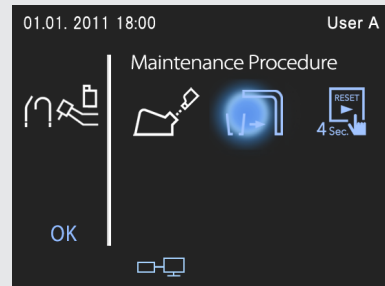 01.01. 2011 18:00 User A
Maintenance Procedure
RESET
4 Sec.
OK